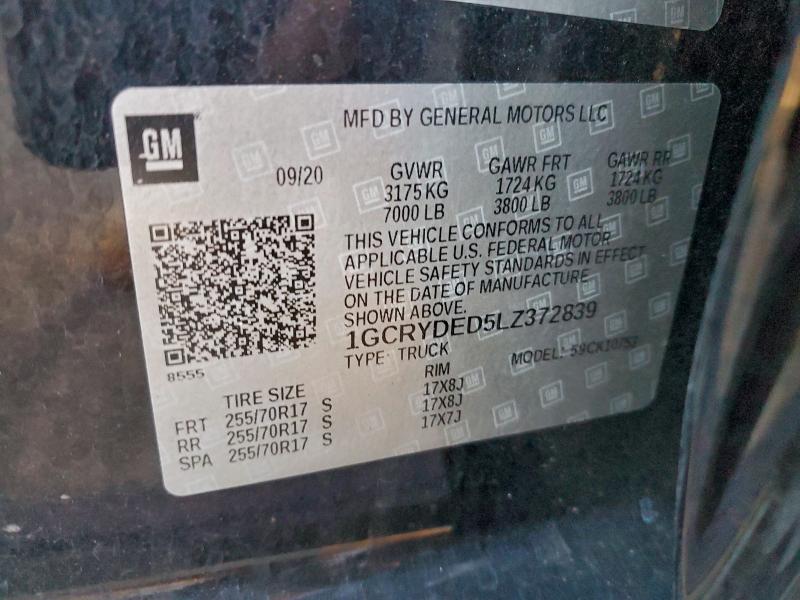 GM
MFD BY GENERAL MOTORS LLC
09/20
GVWR GAWR FRT GAWR RR
3175 KG 1724 KG 1724 KG
7000 LB 3800 LB 3800 LB
THIS VEHICLE CONFORMS TO ALL
APPLICABLE U.S. FEDERAL MOTOR
VEHICLE SAFETY STANDARDS IN EFFECT
ON THE DATE OF MANUFACTURE
SHOWN ABOVE.
1GCRYDED5LZ372839
TYPE: TRUCK MODEL:
8555
TIRE SIZE RIM
FRT 255/70R17 S 17X8J
RR 255/70R17 S 17X8J
SPA 255/70R17 S 17X7J